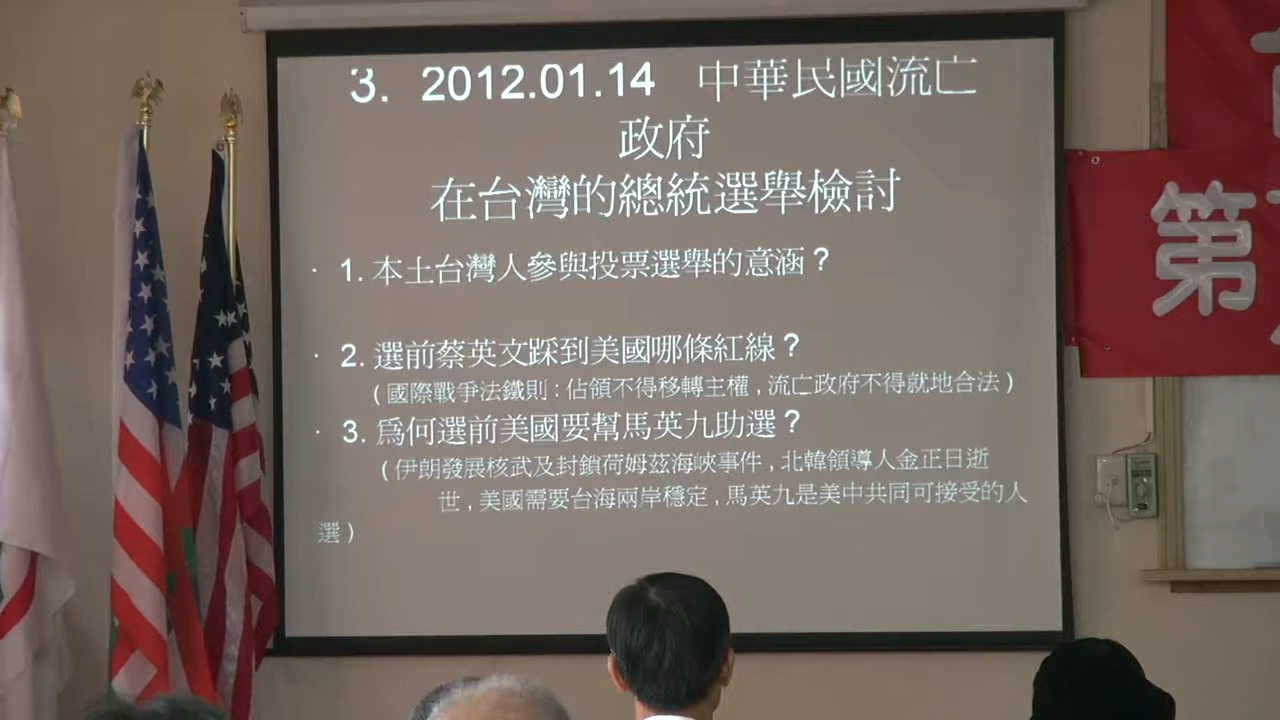 3. 2012.01.14 中華民國流亡
政府
在台灣的總統選舉檢討
· 1. 本土台灣人參與投票選舉的意涵？
· 2. 選前蔡英文踩到美國哪條紅線？
（國際戰爭法鐵則：佔領不得移轉主權，流亡政府不得就地合法）
· 3. 為何選前美國要幫馬英九助選？
（伊朗發展核武及封鎖荷姆茲海峽事件，北韓領導人金正日逝
世，美國需要台海兩岸穩定，馬英九是美中共同可接受的人
選）
第